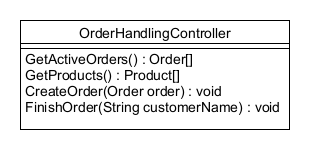 OrderHandlingController
GetActiveOrders() : Order[]
GetProducts() : Product[]
CreateOrder(Order order) : void
FinishOrder(String customerName) : void